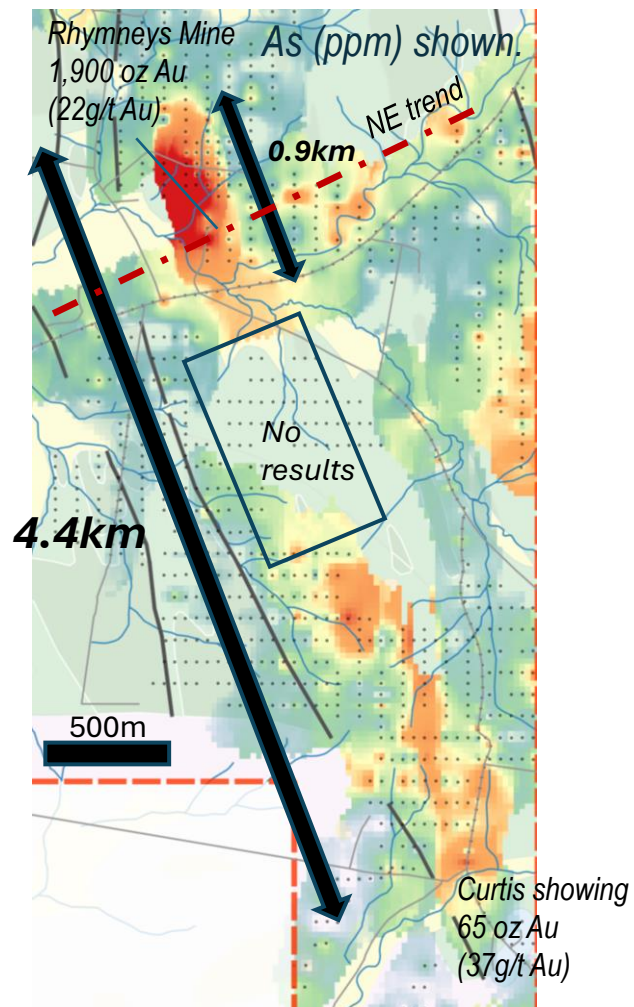 Rhymneys Mine
1,900 oz Au
(22g/t Au)
As (ppm) shown.
NE trend
0.9km
No
results
4.4km
500m
Curtis showing
65 oz Au
(37g/t Au)